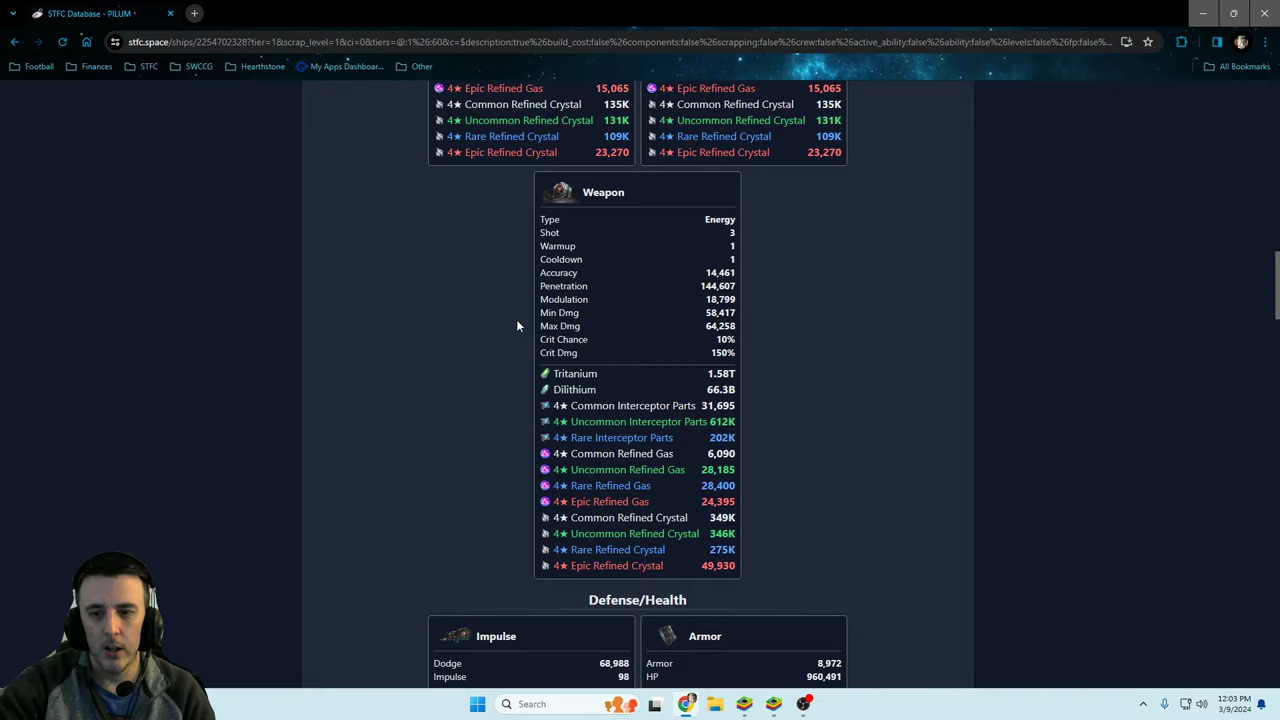 STFC Database - PILUM
stfc.space/ships/2254702328?tier=1&scrap_level=1&ci=0&tiers=@:1%26:60&c=$description:true%26build_cost:false%26components:false%26scrapping:false%26crew:false%26active_ability:false%26ability:false%26levels:false%26fp:false%...
Football Finances STFC SWCCG Hearthstone My Apps Dashboar... Other All Bookmarks
4★ Epic Refined Gas 15,065 4★ Epic Refined Gas 15,065
4★ Common Refined Crystal 135K 4★ Common Refined Crystal 135K
4★ Uncommon Refined Crystal 131K 4★ Uncommon Refined Crystal 131K
4★ Rare Refined Crystal 109K 4★ Rare Refined Crystal 109K
4★ Epic Refined Crystal 23,270 4★ Epic Refined Crystal 23,270
Weapon
Type Energy
Shot 3
Warmup 1
Cooldown 1
Accuracy 14,461
Penetration 144,607
Modulation 18,799
Min Dmg 58,417
Max Dmg 64,258
Crit Chance 10%
Crit Dmg 150%
Tritanium 1.58T
Dilithium 66.3B
4★ Common Interceptor Parts 31,695
4★ Uncommon Interceptor Parts 612K
4★ Rare Interceptor Parts 202K
4★ Common Refined Gas 6,090
4★ Uncommon Refined Gas 28,185
4★ Rare Refined Gas 28,400
4★ Epic Refined Gas 24,395
4★ Common Refined Crystal 349K
4★ Uncommon Refined Crystal 346K
4★ Rare Refined Crystal 275K
4★ Epic Refined Crystal 49,930
Defense/Health
Impulse Armor
Dodge 68,988 Armor 8,972
Impulse 98 HP 960,491
Search
12:03 PM
3/9/2024